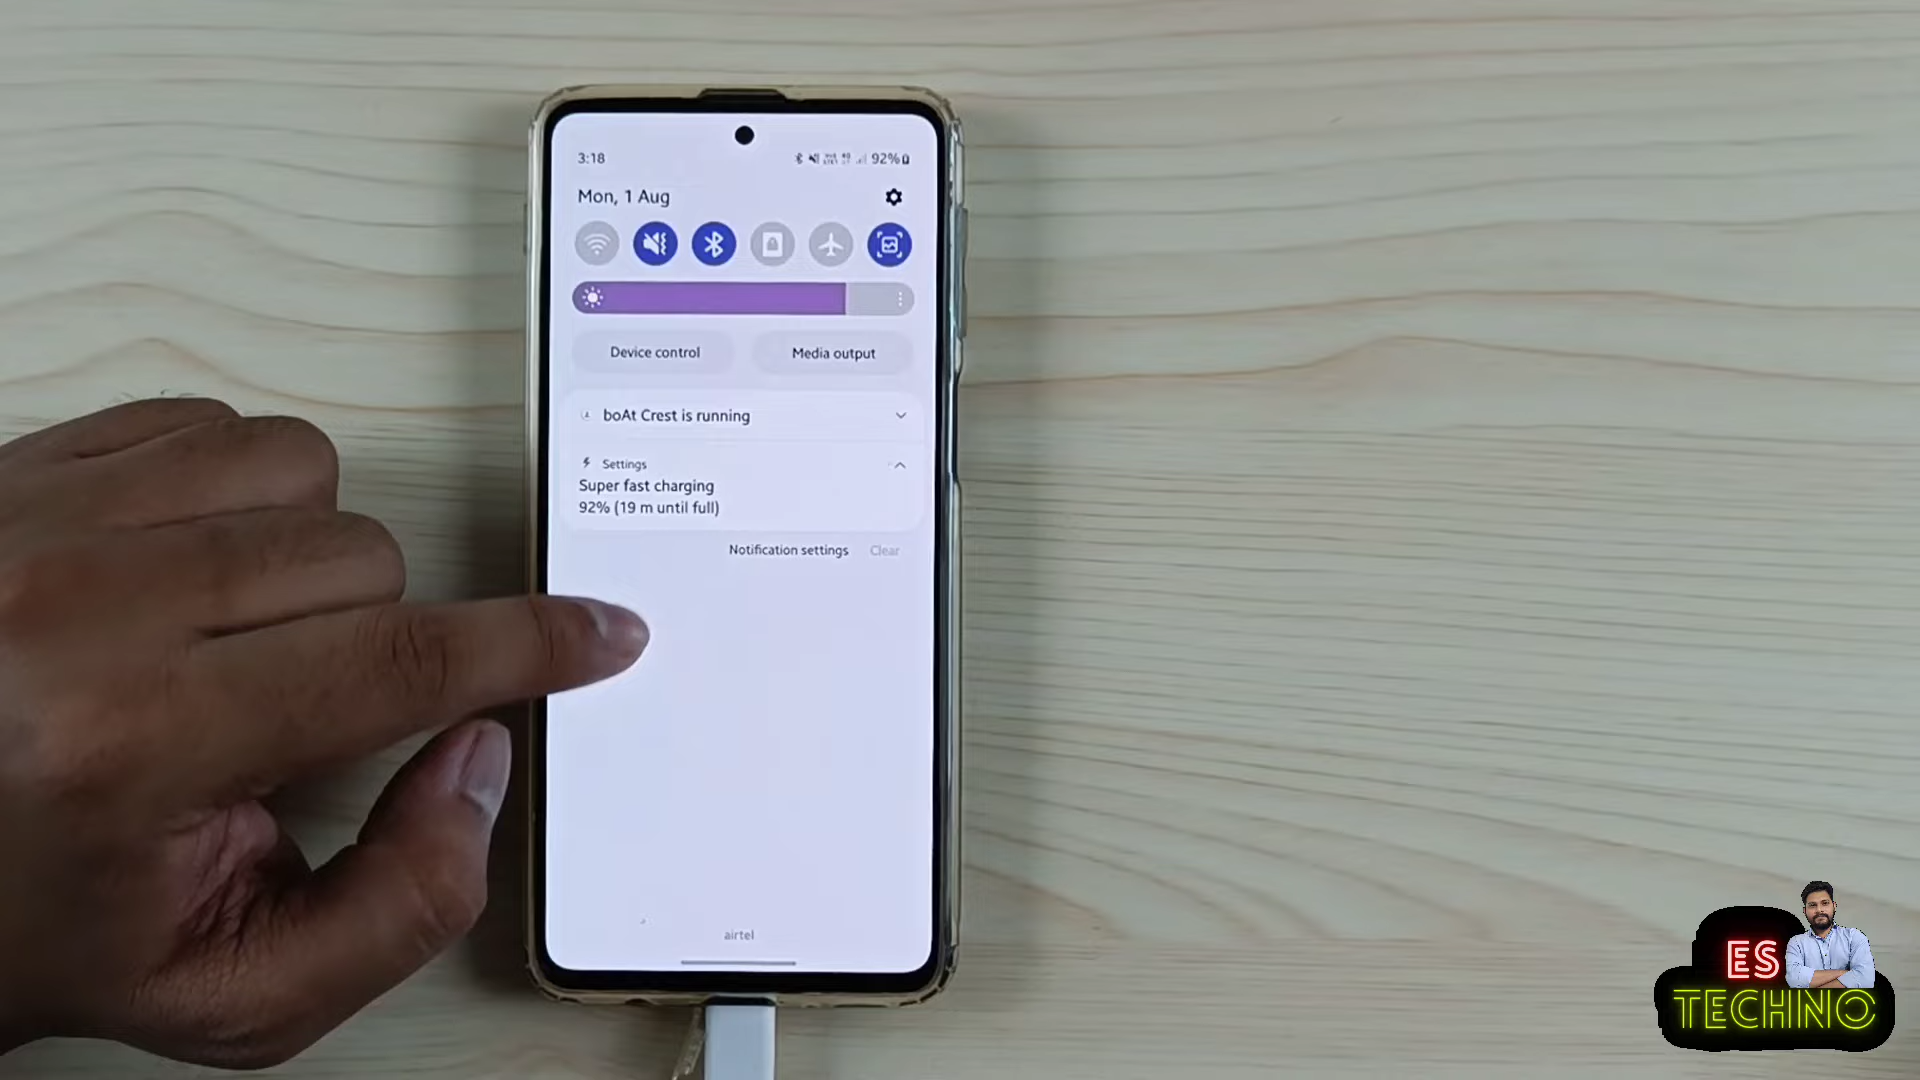 3:18
92%
Mon, 1 Aug
Device control
Media output
boAt Crest is running
Settings
Super fast charging
92% (19 m until full)
Notification settings
Clear
airtel
ES
TECHNO